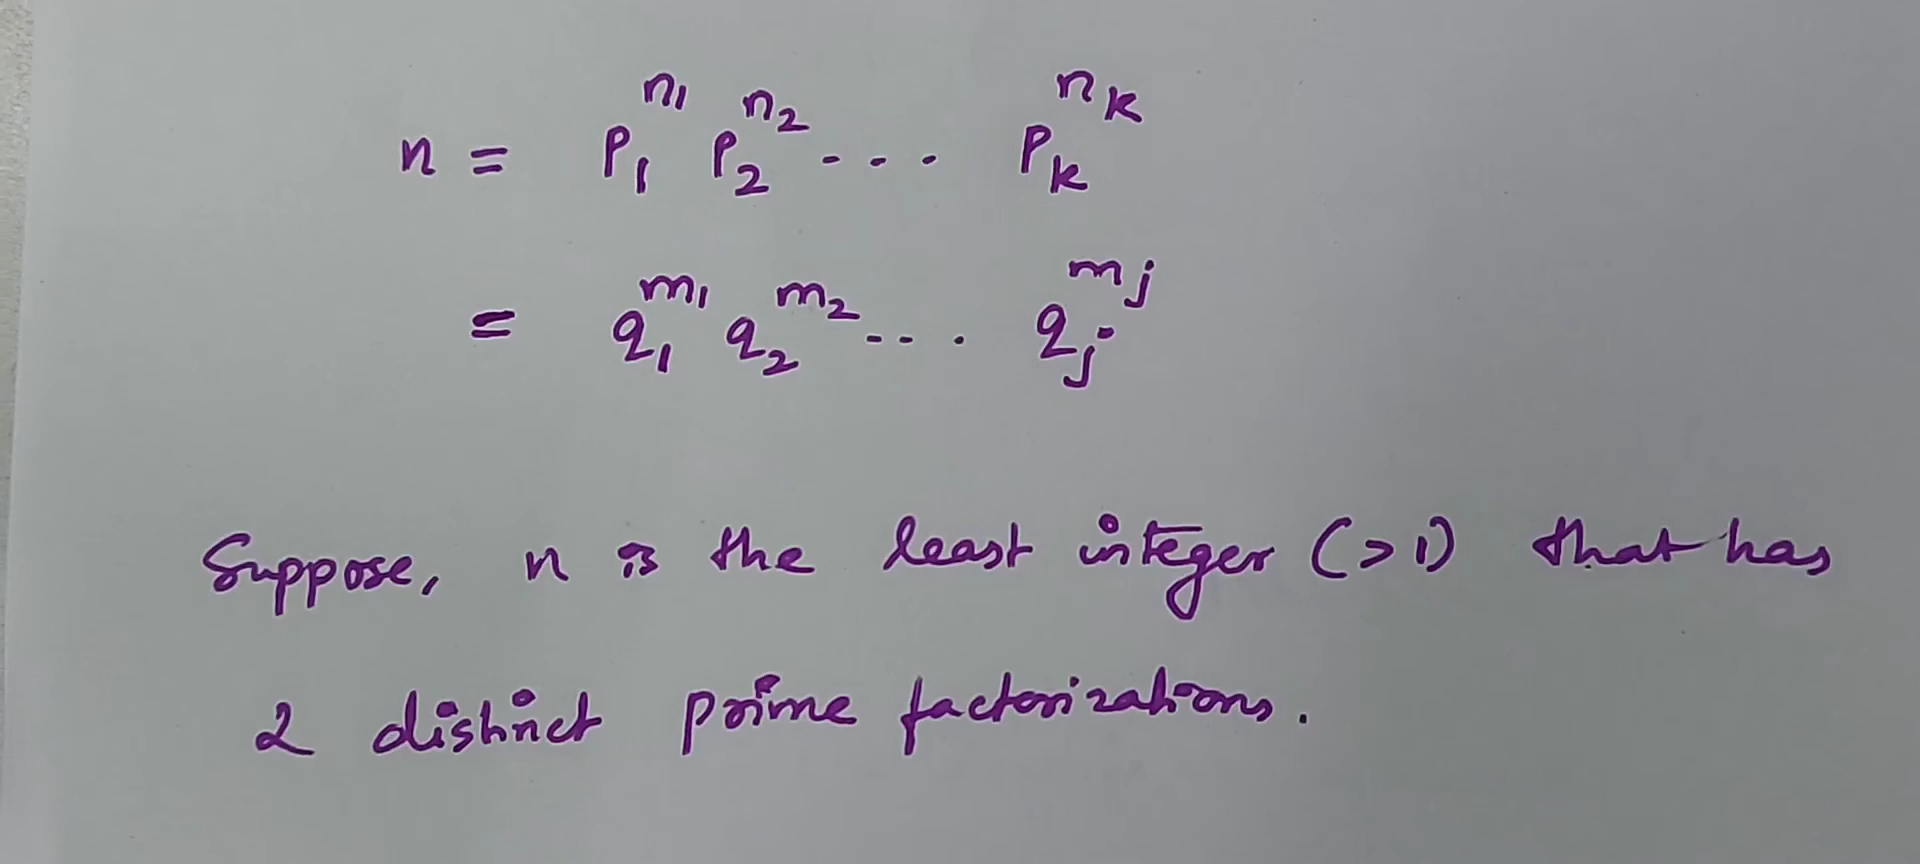 n = p₁^n₁ p₂^n₂ ---- p_k^n_k
= q₁^m₁ q₂^m₂ --- . q_j^m_j
Suppose, n is the least integer (>1) that has
2 distinct prime factorizations.